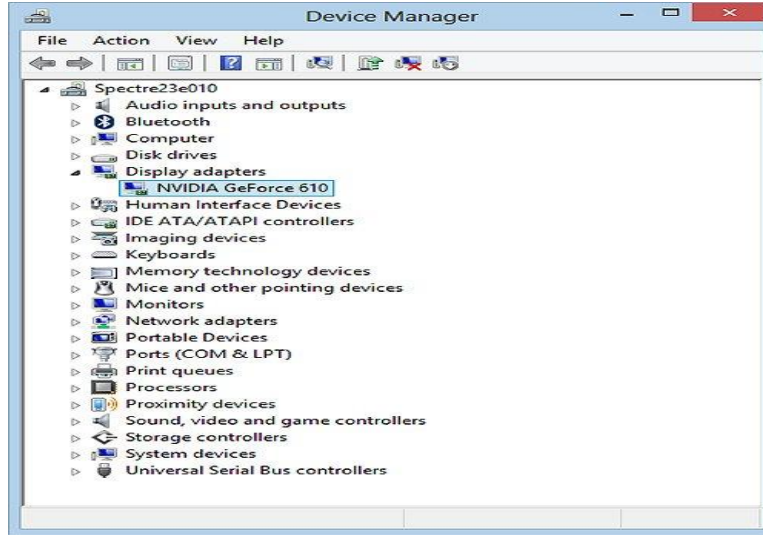 Device Manager
File Action View Help
Spectre23e010
Audio inputs and outputs
Bluetooth
Computer
Disk drives
Display adapters
NVIDIA GeForce 610
Human Interface Devices
IDE ATA/ATAPI controllers
Imaging devices
Keyboards
Memory technology devices
Mice and other pointing devices
Monitors
Network adapters
Portable Devices
Ports (COM & LPT)
Print queues
Processors
Proximity devices
Sound, video and game controllers
Storage controllers
System devices
Universal Serial Bus controllers